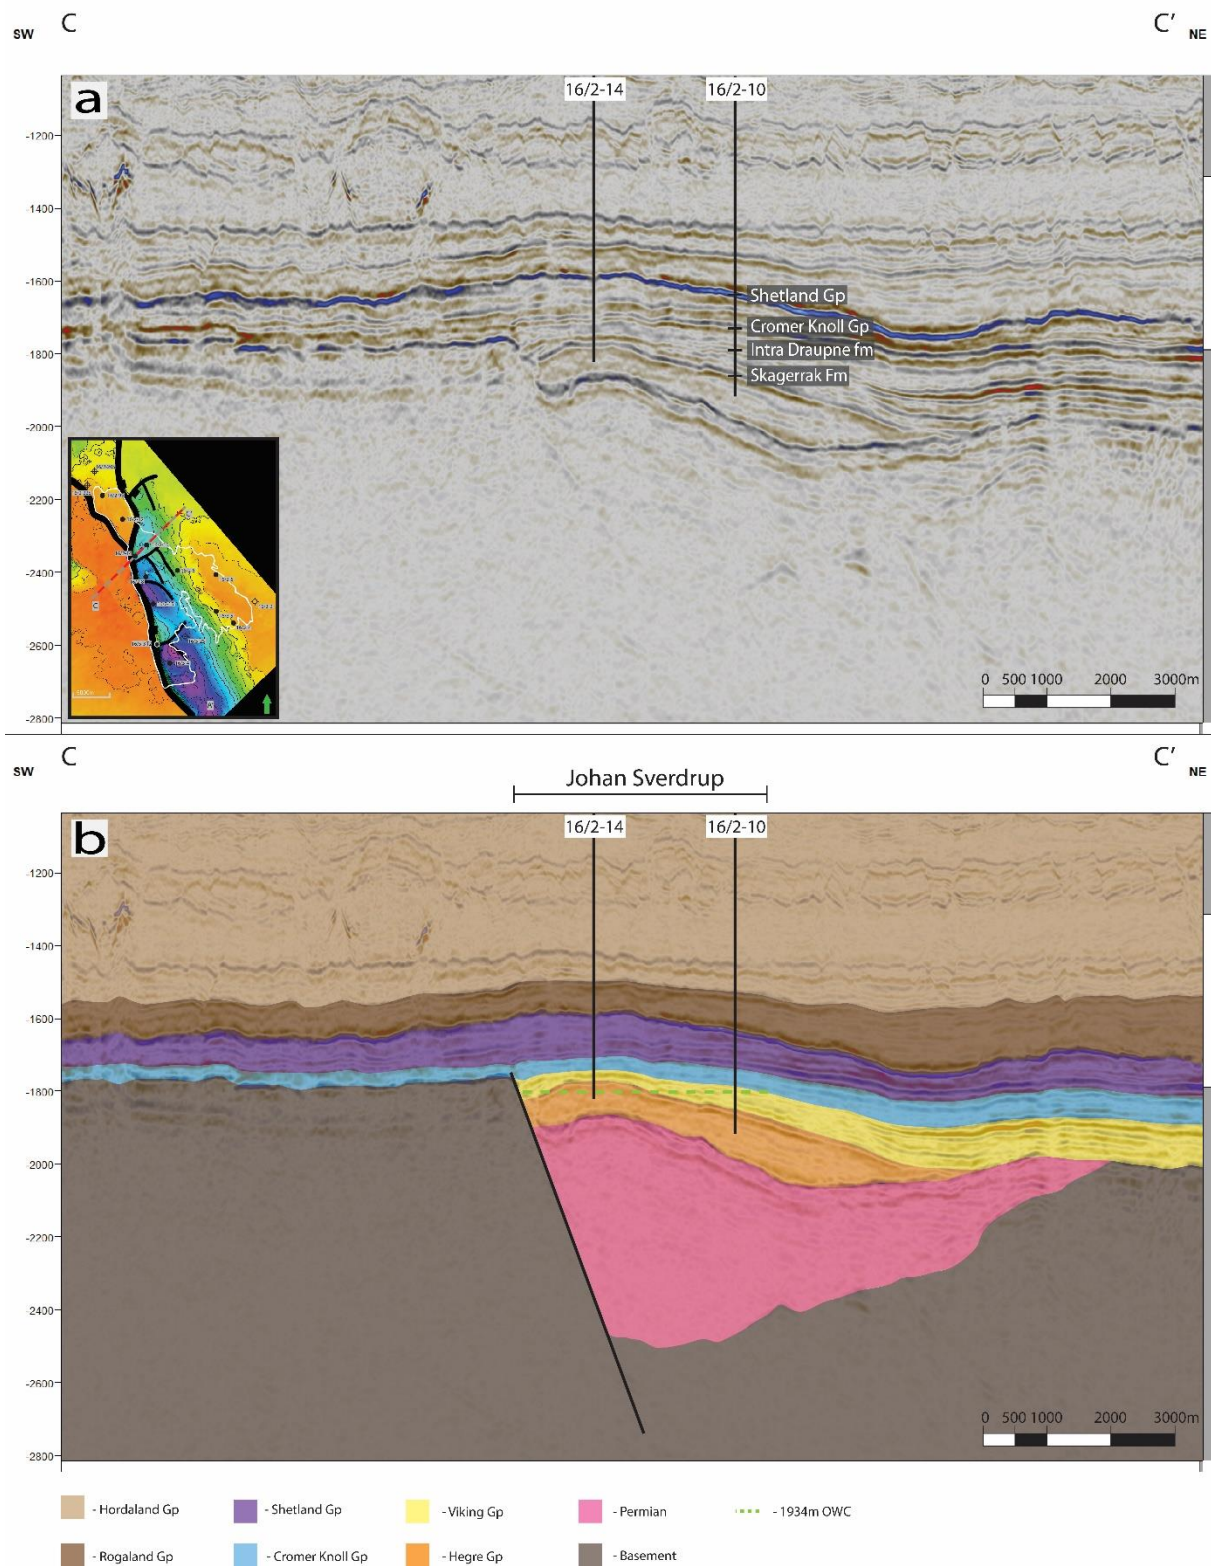 C C'
SW NE
a
16/2-14 16/2-10
-1200
-1400
-1600
Shetland Gp
Cromer Knoll Gp
Intra Draupne fm
-1800
Skagerrak Fm
-2000
-2200
-2400
-2600
-2800
C
0 500 1000 2000 3000m
C C'
SW NE
Johan Sverdrup
b
16/2-14 16/2-10
-1200
-1400
-1600
-1800
-2000
-2200
-2400
-2600
-2800
0 500 1000 2000 3000m
- Hordaland Gp - Shetland Gp - Viking Gp - Permian - 1934m OWC
- Rogaland Gp - Cromer Knoll Gp - Hegre Gp - Basement